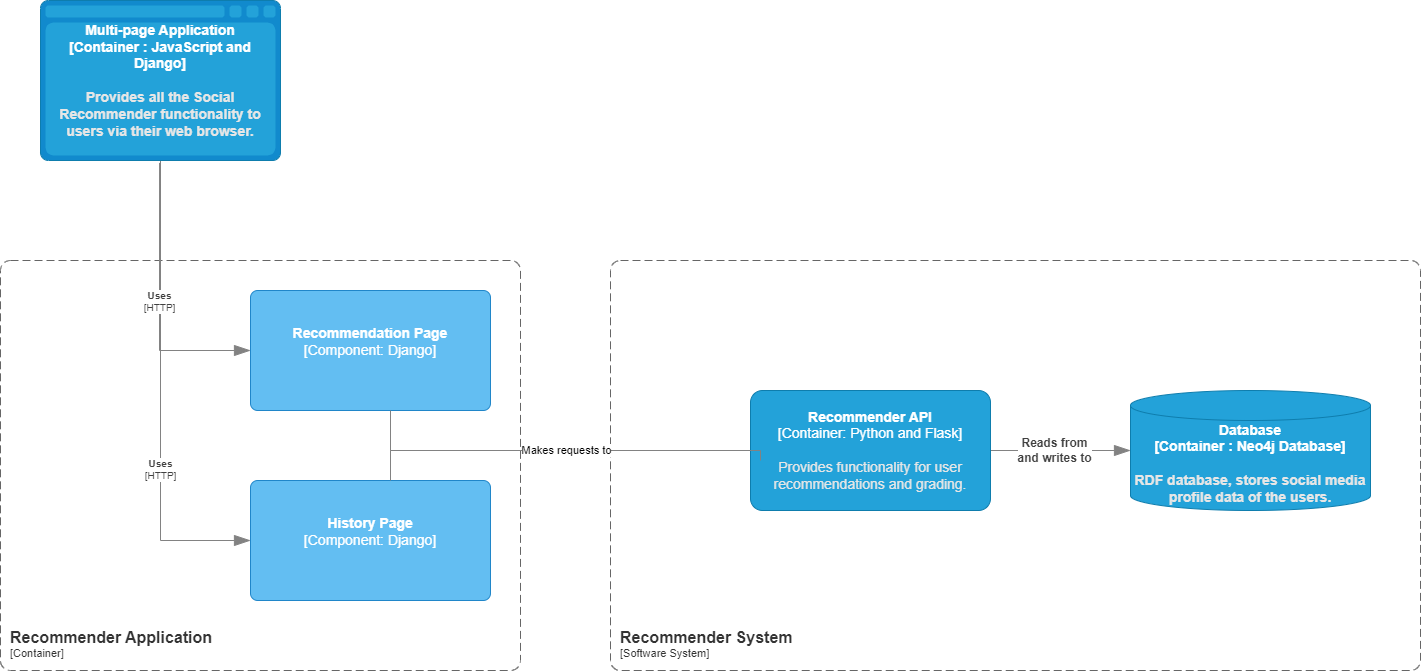 Multi-page Application
[Container : JavaScript and
Django]
Provides all the Social
Recommender functionality to
users via their web browser.
Uses
[HTTP]
Recommendation Page
[Component: Django]
Makes requests to
Recommender API
[Container: Python and Flask]
Provides functionality for user
recommendations and grading.
Reads from
and writes to
Database
[Container : Neo4j Database]
RDF database, stores social media
profile data of the users.
Uses
[HTTP]
History Page
[Component: Django]
Recommender Application
[Container]
Recommender System
[Software System]